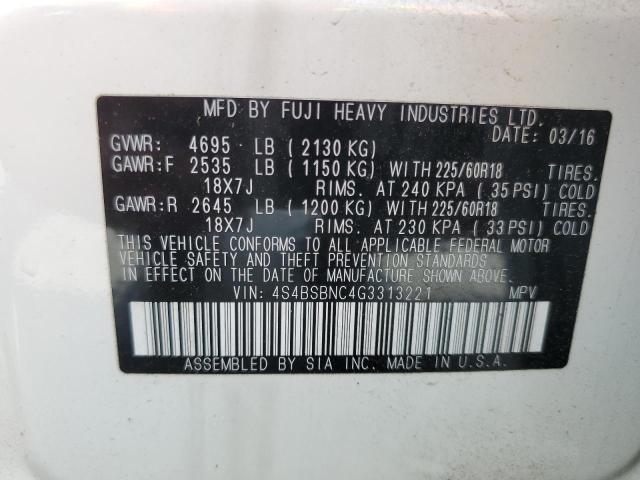 MFD BY FUJI HEAVY INDUSTRIES LTD.
DATE: 03/16
GVWR: 4695 LB ( 2130 KG)
GAWR:F 2535 LB ( 1150 KG) WITH 225/60R18 TIRES.
18X7J RIMS. AT 240 KPA ( 35 PSI) COLD
GAWR:R 2645 LB ( 1200 KG) WITH 225/60R18 TIRES.
18X7J RIMS. AT 230 KPA ( 33 PSI) COLD
THIS VEHICLE CONFORMS TO ALL APPLICABLE FEDERAL MOTOR
VEHICLE SAFETY AND THEFT PREVENTION STANDARDS
IN EFFECT ON THE DATE OF MANUFACTURE SHOWN ABOVE.
VIN: 4S4BSBNC4G3313221 MPV
ASSEMBLED BY SIA INC. MADE IN U.S.A.